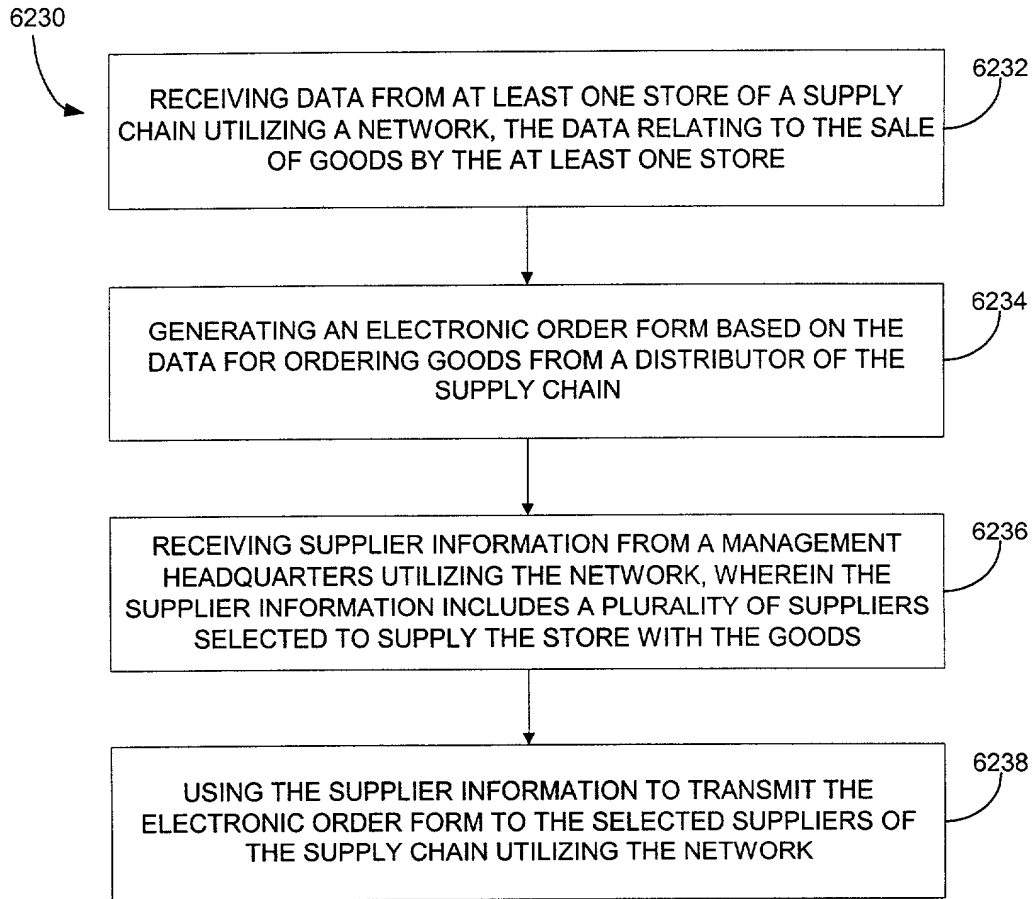 6230
6232
RECEIVING DATA FROM AT LEAST ONE STORE OF A SUPPLY
CHAIN UTILIZING A NETWORK, THE DATA RELATING TO THE SALE
OF GOODS BY THE AT LEAST ONE STORE
6234
GENERATING AN ELECTRONIC ORDER FORM BASED ON THE
DATA FOR ORDERING GOODS FROM A DISTRIBUTOR OF THE
SUPPLY CHAIN
6236
RECEIVING SUPPLIER INFORMATION FROM A MANAGEMENT
HEADQUARTERS UTILIZING THE NETWORK, WHEREIN THE
SUPPLIER INFORMATION INCLUDES A PLURALITY OF SUPPLIERS
SELECTED TO SUPPLY THE STORE WITH THE GOODS
6238
USING THE SUPPLIER INFORMATION TO TRANSMIT THE
ELECTRONIC ORDER FORM TO THE SELECTED SUPPLIERS OF
THE SUPPLY CHAIN UTILIZING THE NETWORK